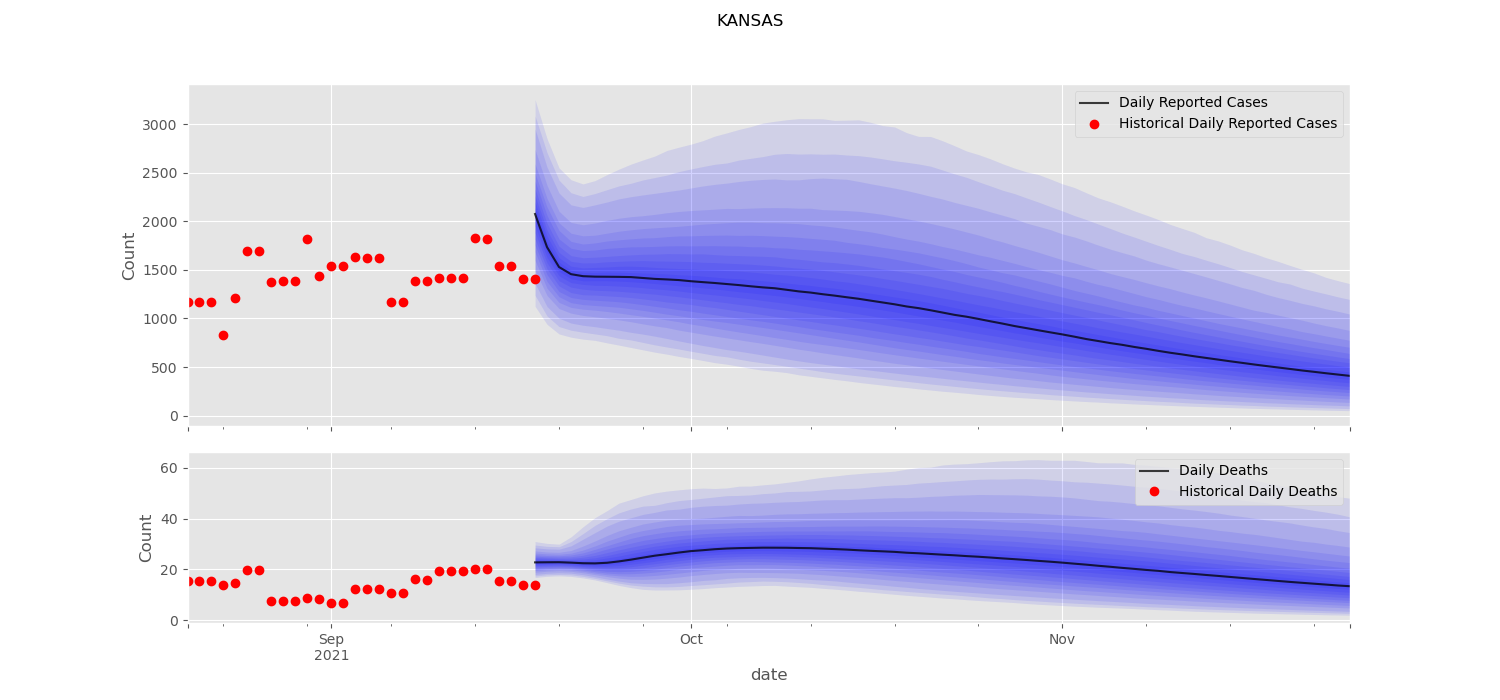 KANSAS
Count
3000
2500
2000
1500
1000
500
0
Daily Reported Cases
Historical Daily Reported Cases
Count
60
40
20
0
Daily Deaths
Historical Daily Deaths
Sep
2021
Oct
Nov
date